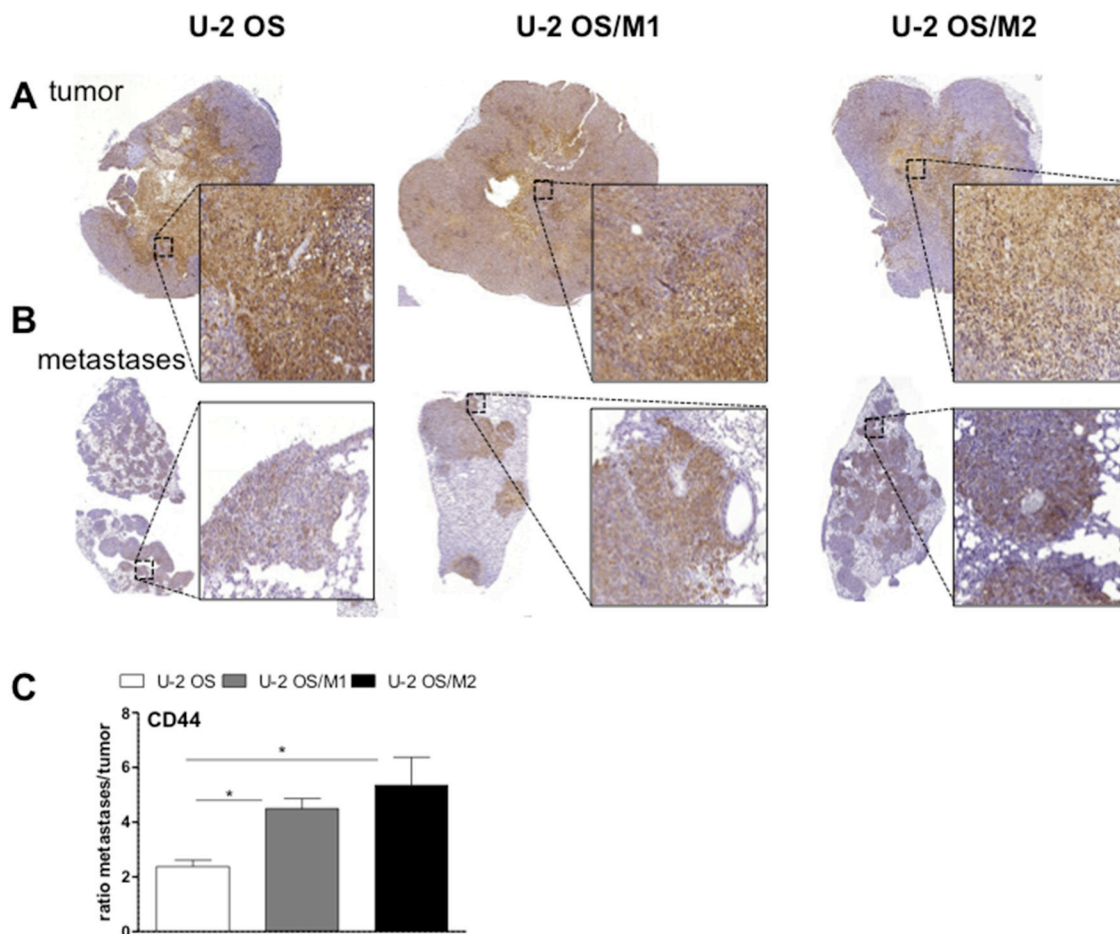 U-2 OS U-2 OS/M1 U-2 OS/M2
A tumor
B
metastases
C
U-2 OS U-2 OS/M1 U-2 OS/M2
CD44
ratio metastases/tumor
8
6
4
2
0
*
*